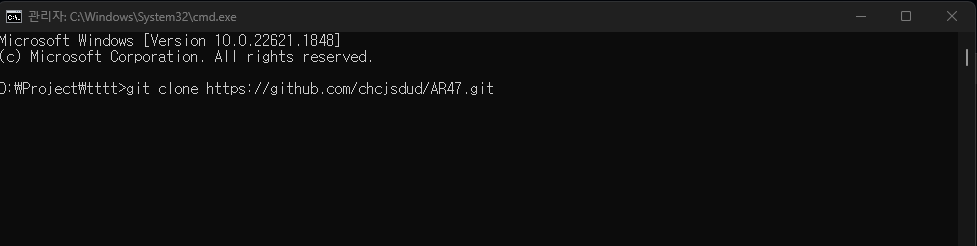 관리자: C:\Windows\System32\cmd.exe
Microsoft Windows [Version 10.0.22621.1848]
(c) Microsoft Corporation. All rights reserved.
D:₩Project₩tttt>git clone https://github.com/chcjsdud/AR47.git